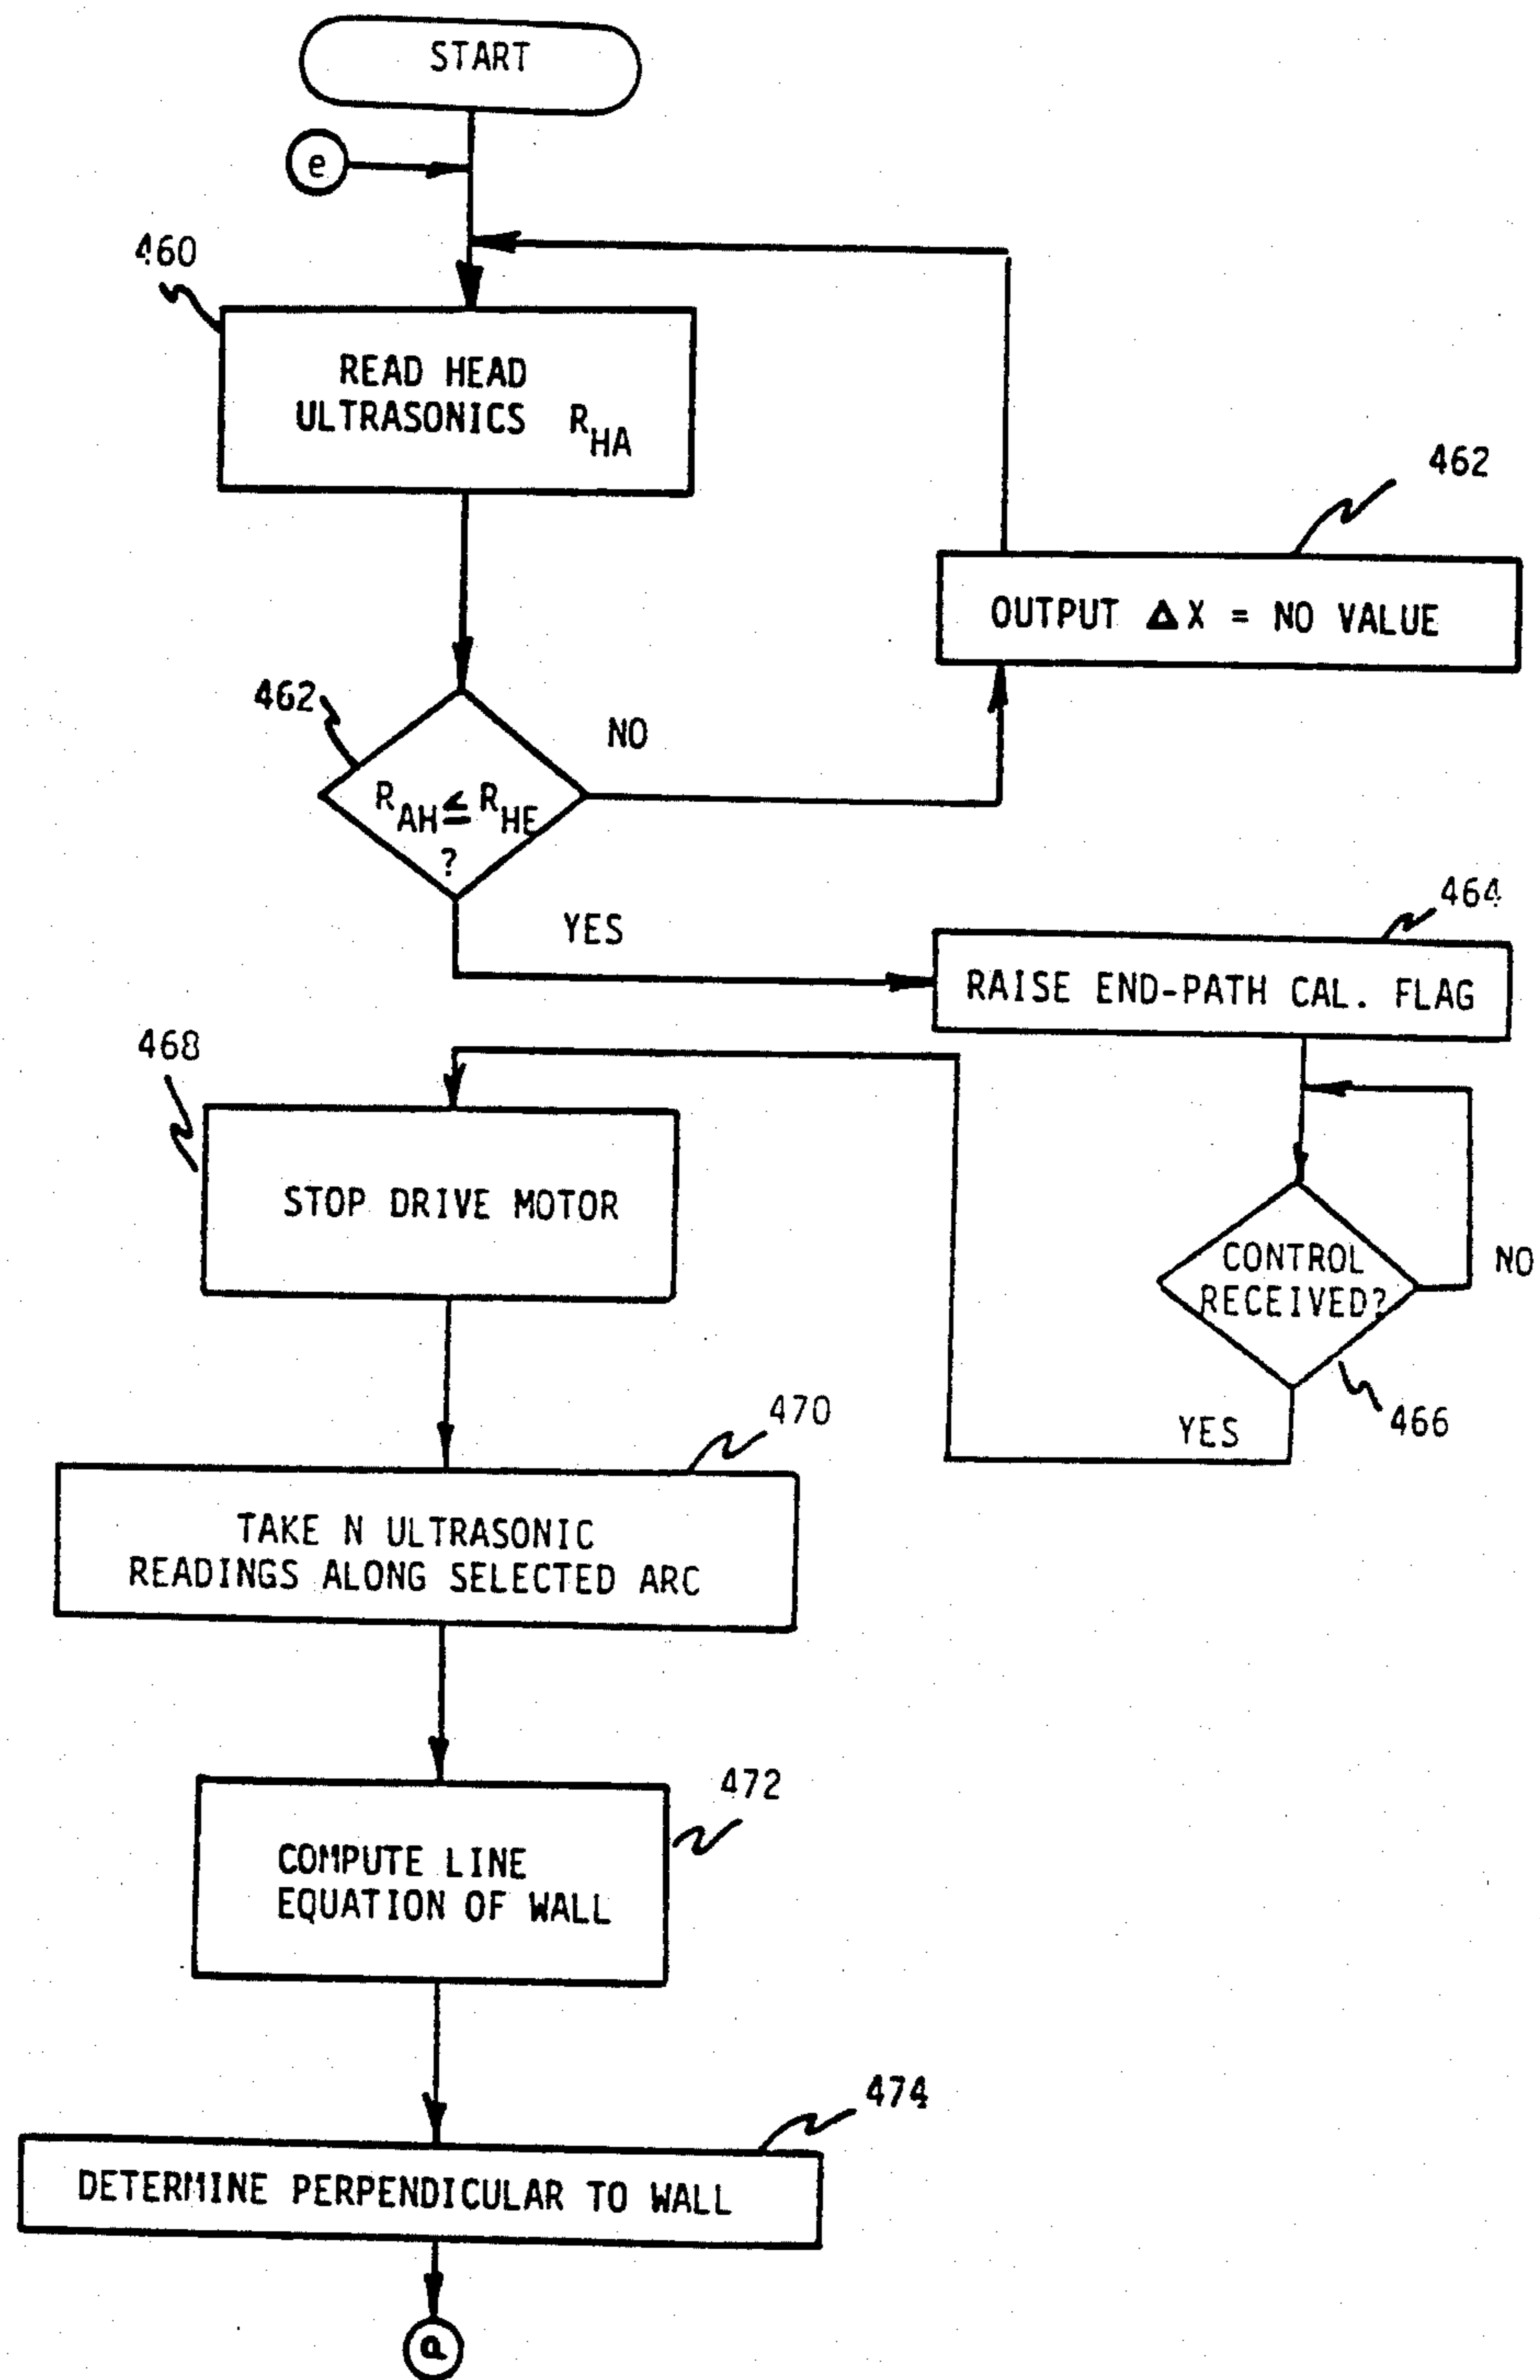 START
e
460
READ HEAD
ULTRASONICS R_HA
462
OUTPUT ΔX = NO VALUE
462
NO
R_AH ≤ R_HE
?
YES
464
RAISE END-PATH CAL. FLAG
468
STOP DRIVE MOTOR
CONTROL
RECEIVED?
NO
466
YES
470
TAKE N ULTRASONIC
READINGS ALONG SELECTED ARC
472
COMPUTE LINE
EQUATION OF WALL
474
DETERMINE PERPENDICULAR TO WALL
a